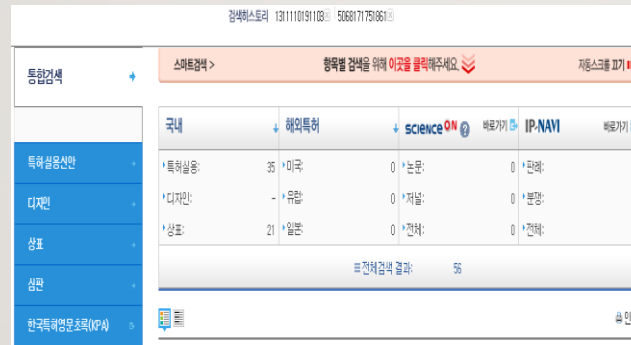 검색히스토리 1311110191103 5068171751861
통합검색
스마트검색 >
항목별 검색을 위해 이곳을 클릭해주세요.
자동스크롤 끄기
국내
해외특허
SCIENCE ON
바로가기
IP-NAVI
바로가기
특허실용신안
디자인
상표
심판
한국특허영문초록(KPA)
특허실용: 35
미국: 0
논문: 0
판례:
디자인: -
유럽: 0
저널: 0
분쟁:
상표: 21
일본: 0
전체: 0
전체:
전체검색 결과: 56
인